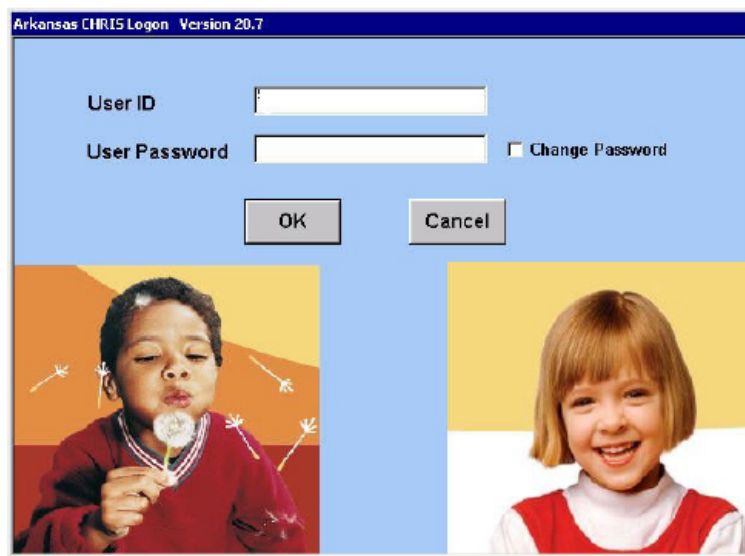 Arkansas CHRIS Logon Version 20.7
User ID
User Password
Change Password
OK
Cancel